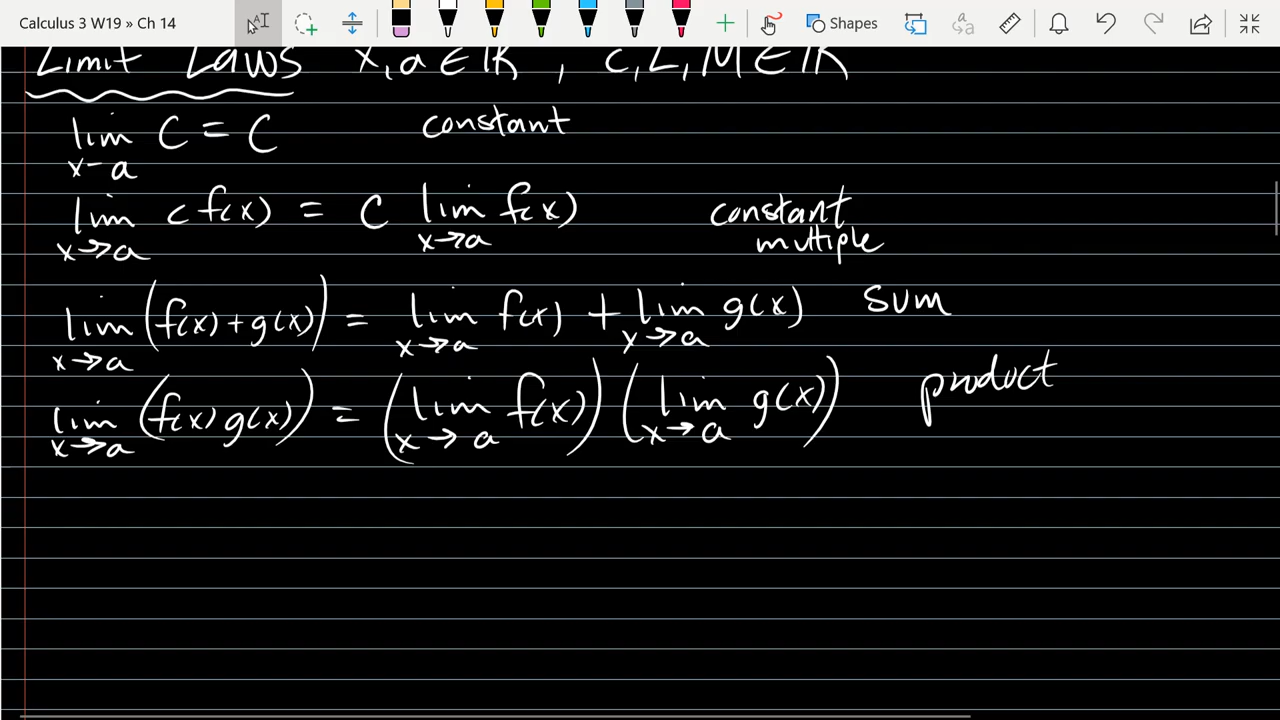 Calculus 3 W19 » Ch 14
Shapes
Limit Laws x, a ∈ ℝ , C, L, M ∈ ℝ
lim x→a C = C constant
lim x→a c f(x) = C lim x→a f(x) constant multiple
lim x→a (f(x) + g(x)) = lim x→a f(x) + lim x→a g(x) sum
lim x→a (f(x) g(x)) = (lim x→a f(x)) (lim x→a g(x)) product